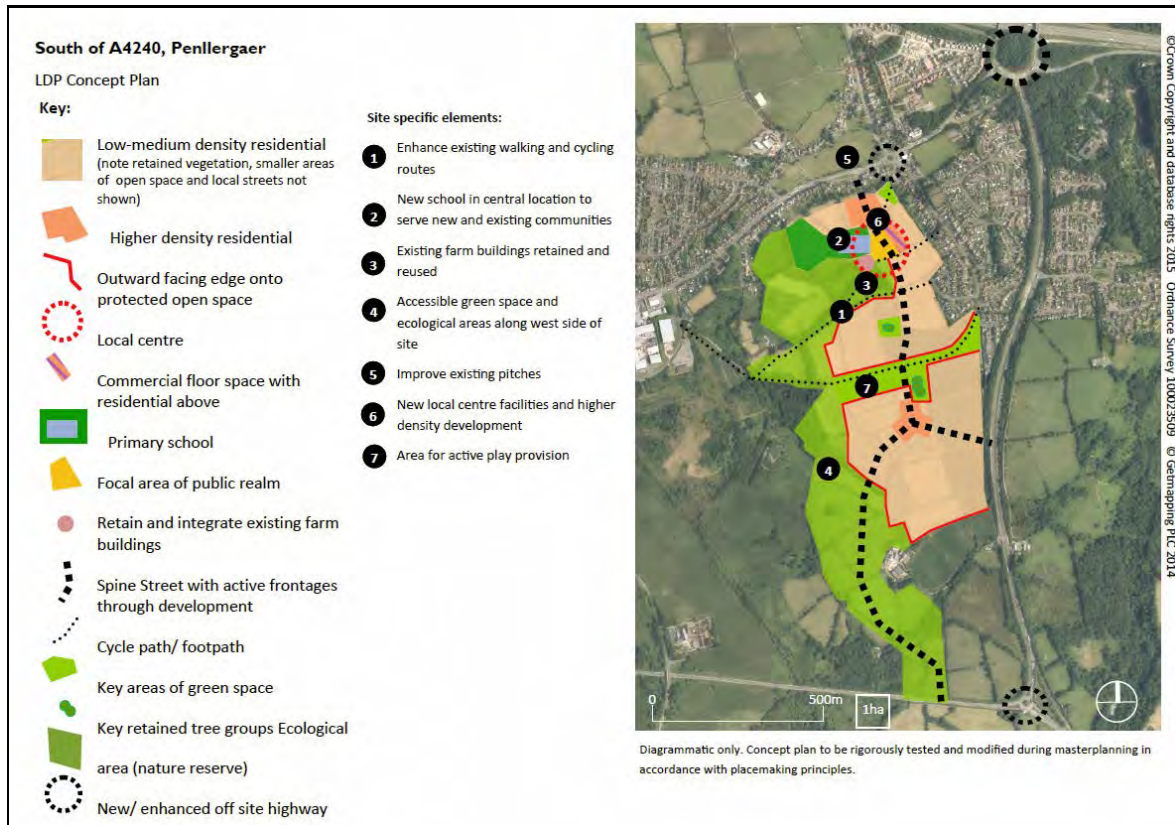 South of A4240, Penllergaer
LDP Concept Plan
Key:
Low-medium density residential
(note retained vegetation, smaller areas
of open space and local streets not
shown)
Higher density residential
Outward facing edge onto
protected open space
Local centre
Commercial floor space with
residential above
Primary school
Focal area of public realm
Retain and integrate existing farm
buildings
Spine Street with active frontages
through development
Cycle path/ footpath
Key areas of green space
Key retained tree groups Ecological
area (nature reserve)
New/ enhanced off site highway
Site specific elements:
1 Enhance existing walking and cycling
routes
2 New school in central location to
serve new and existing communities
3 Existing farm buildings retained and
reused
4 Accessible green space and
ecological areas along west side of
site
5 Improve existing pitches
6 New local centre facilities and higher
density development
7 Area for active play provision
5
6
2
3
1
7
4
0 500m
1ha
Diagrammatic only. Concept plan to be rigorously tested and modified during masterplanning in
accordance with placemaking principles.
©Crown Copyright and database rights 2015 Ordnance Survey 100023509 © Getmapping PLC 2014